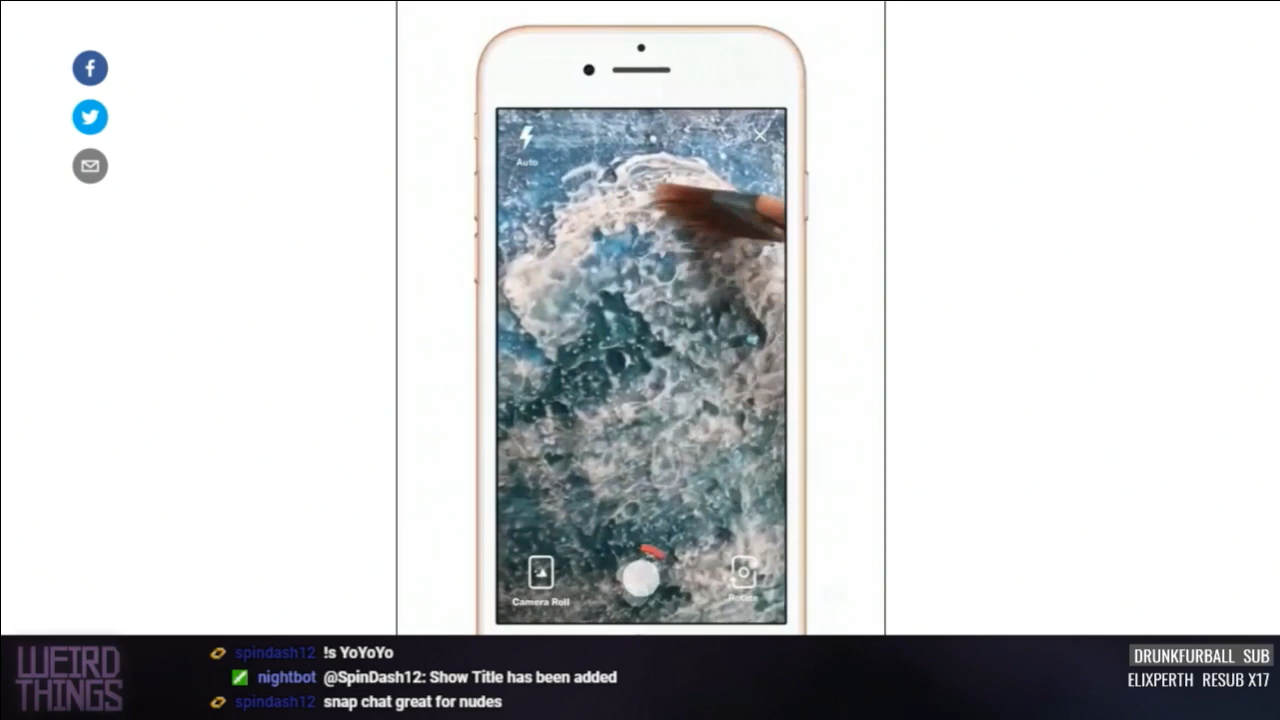 Auto
Camera Roll
Rotate
WEIRD
THINGS
spindash12 !s YoYoYo
nightbot @SpinDash12: Show Title has been added
spindash12 snap chat great for nudes
DRUNKFURBALL SUB
ELIXPERTH RESUB X17